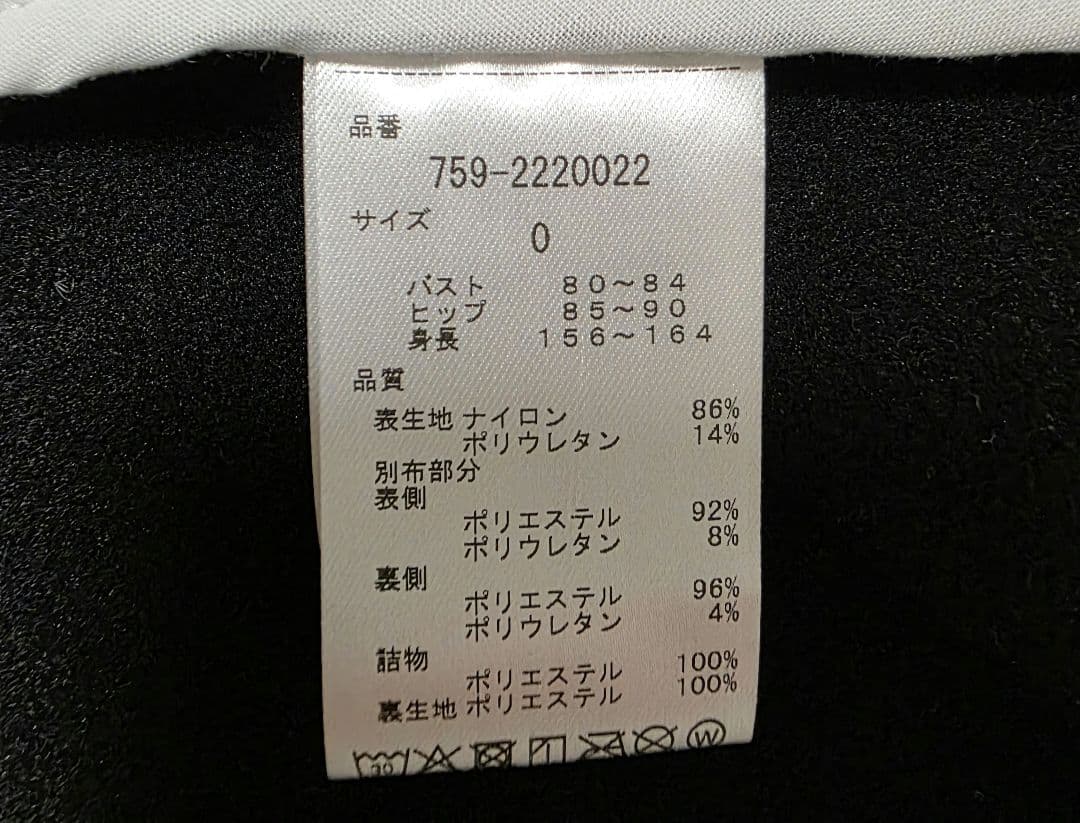 品番
759-2220022
サイズ
0
バスト 80～84
ヒップ 85～90
身長 156～164
品質
表生地 ナイロン 86%
ポリウレタン 14%
別布部分
表側
ポリエステル 92%
ポリウレタン 8%
裏側
ポリエステル 96%
ポリウレタン 4%
詰物
ポリエステル 100%
裏生地 ポリエステル 100%
30 W